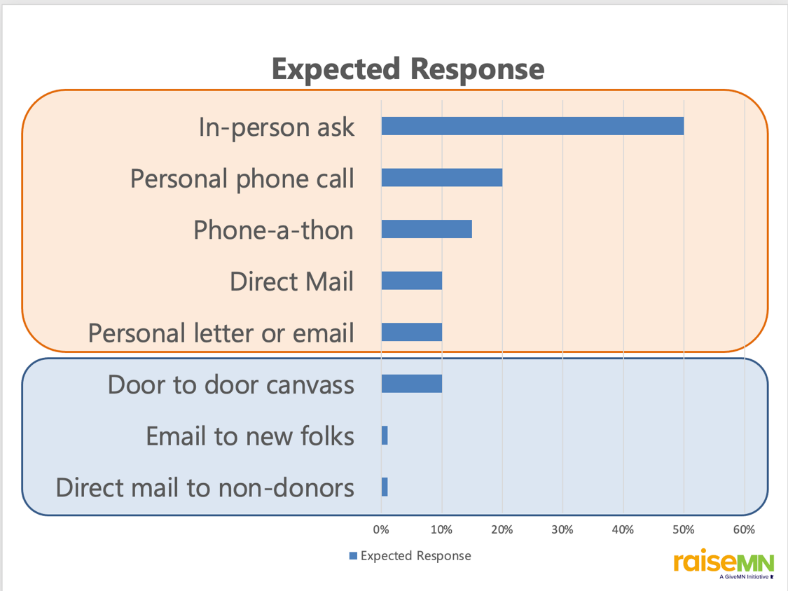 Expected Response
In-person ask
Personal phone call
Phone-a-thon
Direct Mail
Personal letter or email
Door to door canvass
Email to new folks
Direct mail to non-donors
0% 10% 20% 30% 40% 50% 60%
Expected Response
raiseMN
A GiveMN Initiative